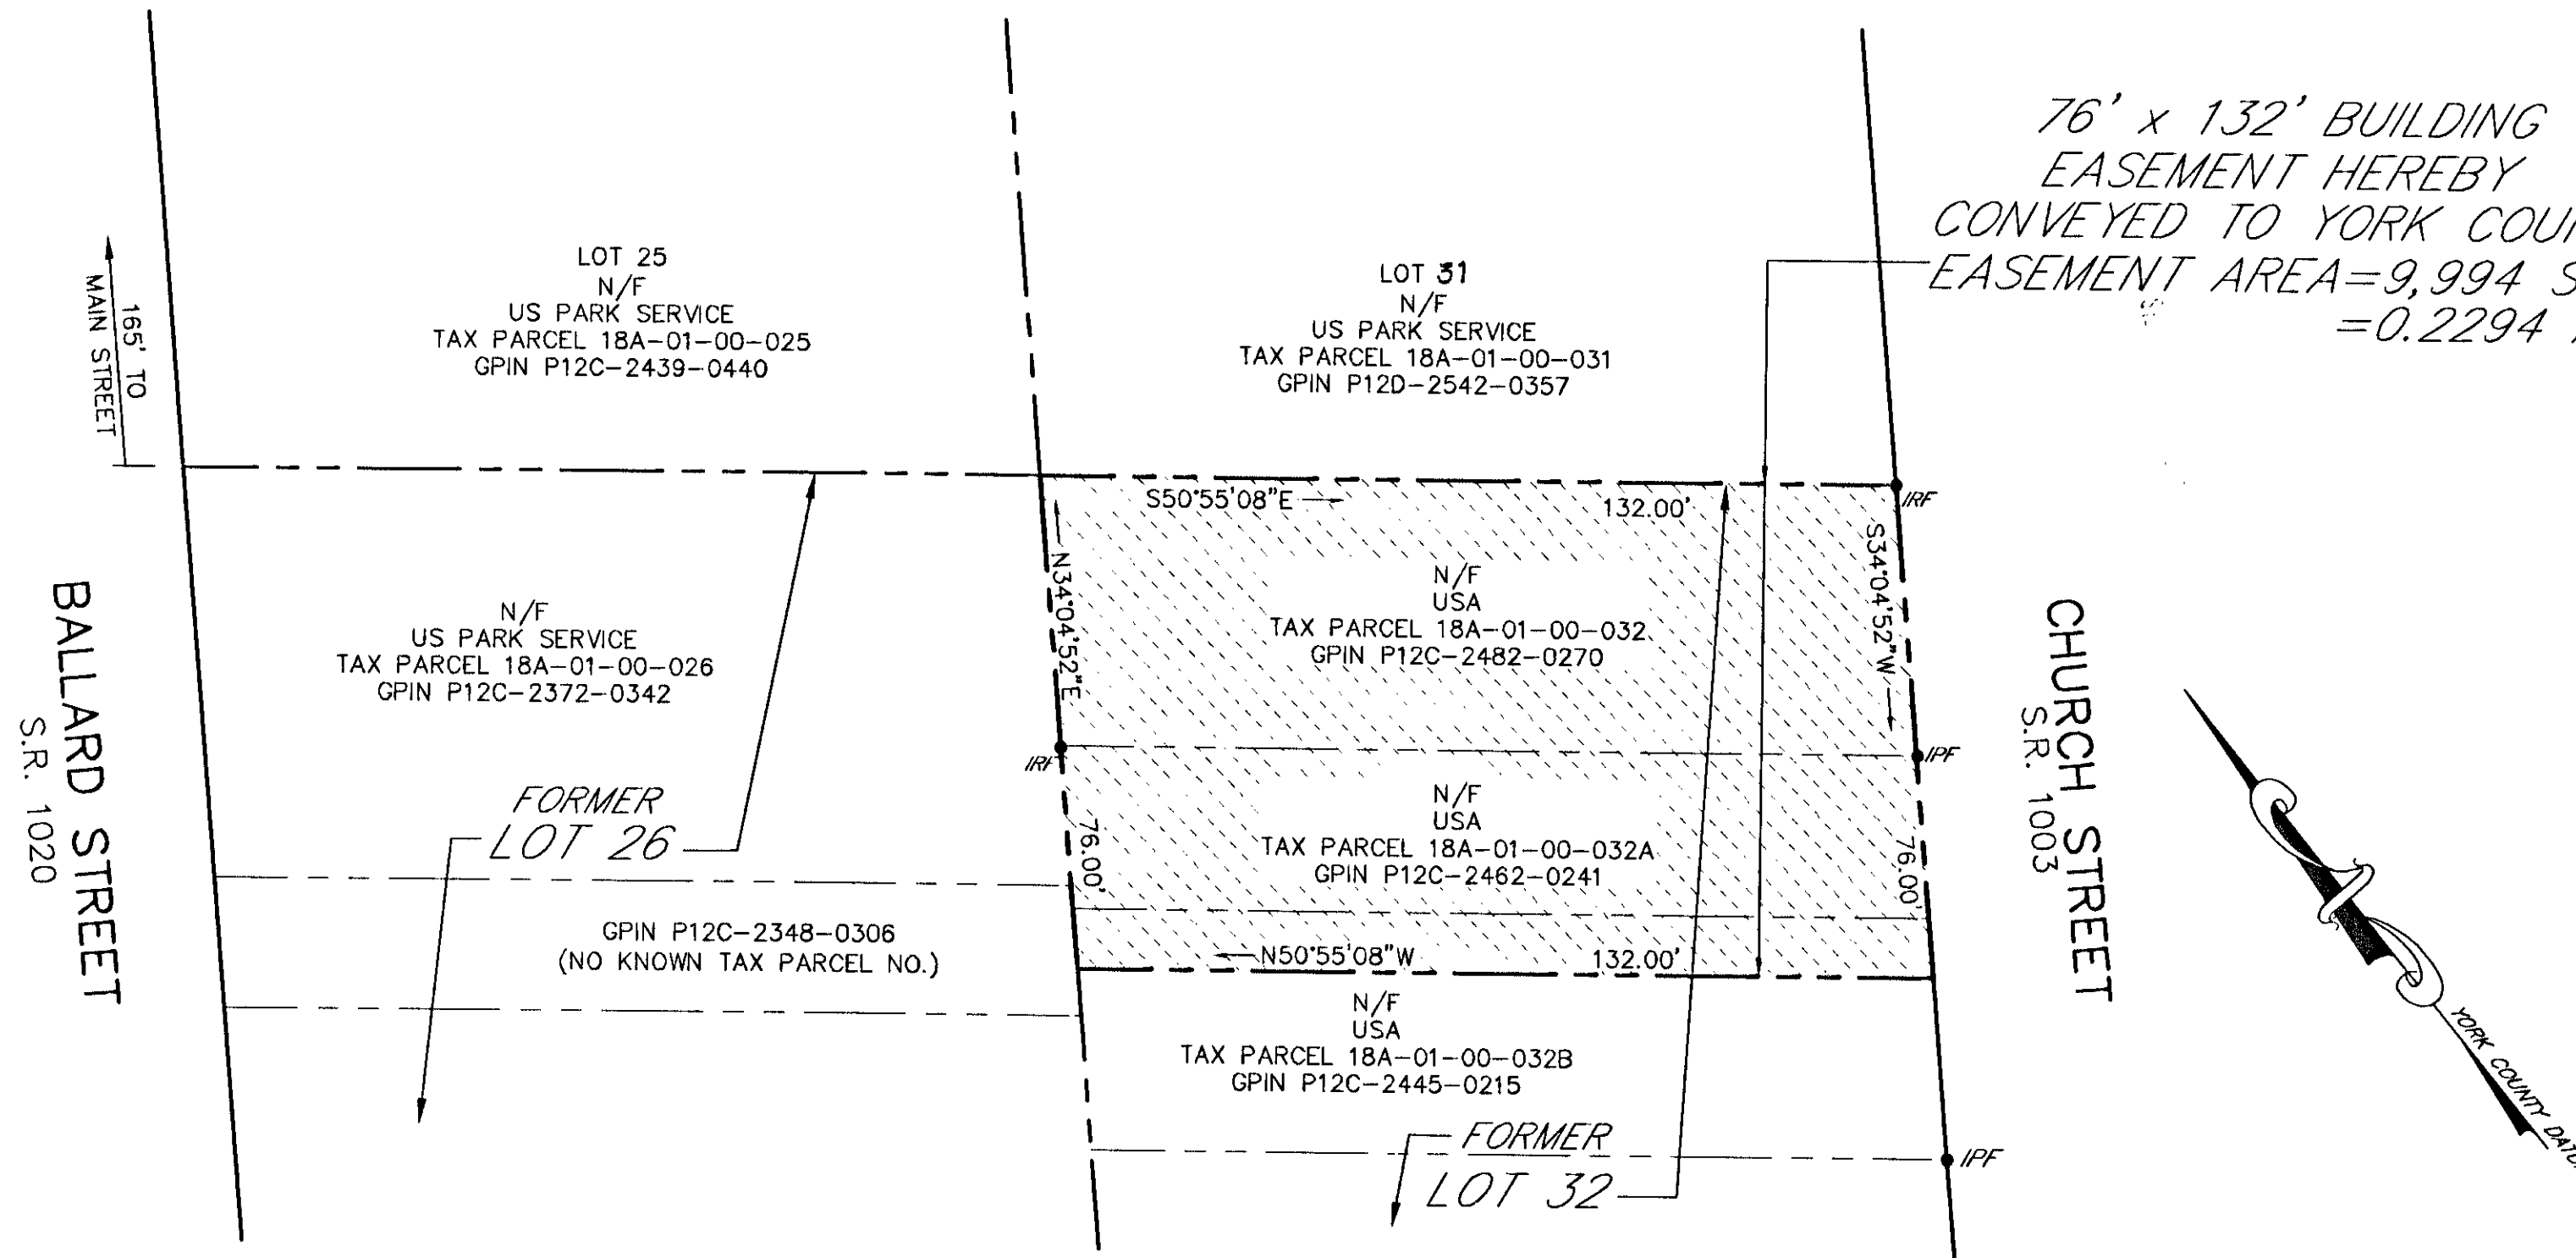 76' x 132' BUILDING
EASEMENT HEREBY
CONVEYED TO YORK
EASEMENT AREA=9,994
=0.2294
165' TO
MAIN STREET
LOT 25
N/F
US PARK SERVICE
TAX PARCEL 18A-01-00-025
GPIN P12C-2439-0440
LOT 31
N/F
US PARK SERVICE
TAX PARCEL 18A-01-00-031
GPIN P12D-2542-0357
S50°55'08"E
132.00'
IRF
N34°04'52"E
S34°04'52"W
N/F
USA
TAX PARCEL 18A-01-00-032
GPIN P12C-2482-0270
N/F
US PARK SERVICE
TAX PARCEL 18A-01-00-026
GPIN P12C-2372-0342
BALLARD STREET
S.R. 1020
CHURCH STREET
S.R. 1003
IRF
IPF
FORMER
LOT 26
76.00'
N/F
USA
TAX PARCEL 18A-01-00-032A
GPIN P12C-2462-0241
76.00'
GPIN P12C-2348-0306
(NO KNOWN TAX PARCEL NO.)
N50°55'08"W
132.00'
N/F
USA
TAX PARCEL 18A-01-00-032B
GPIN P12C-2445-0215
FORMER
LOT 32
IPF
YORK COUNTY